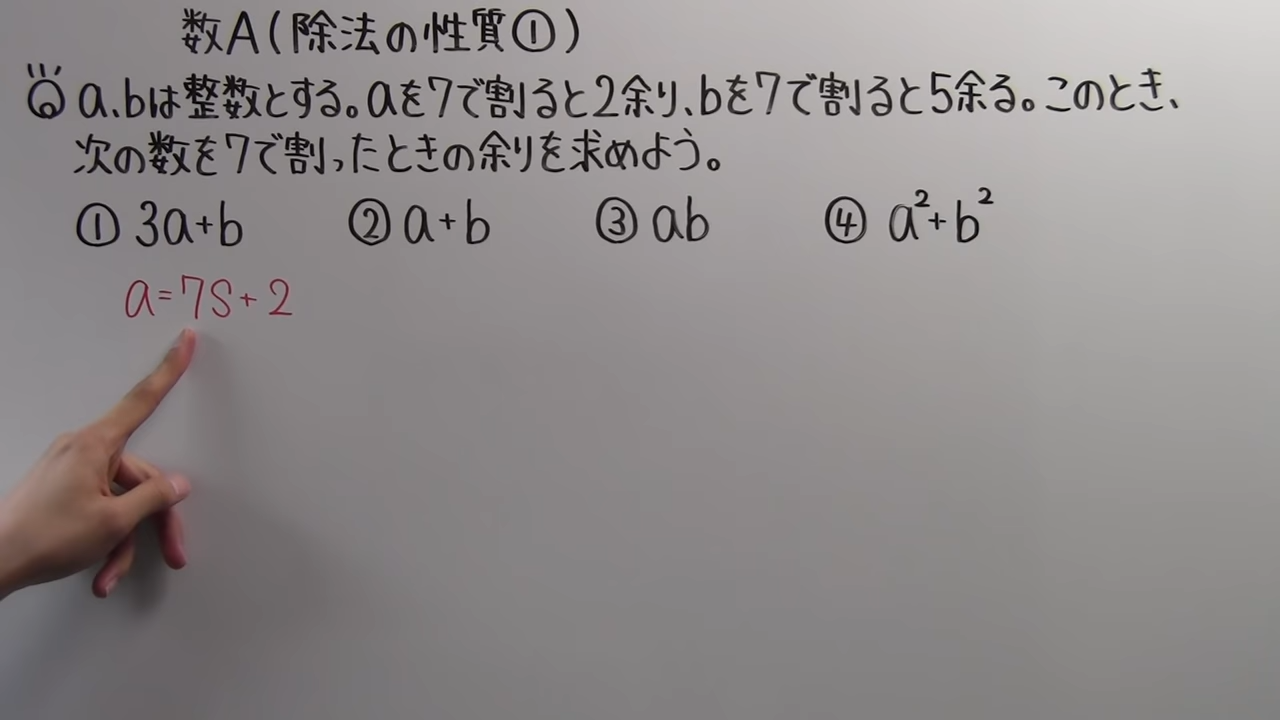 数A(除法の性質①)
Q a、bは整数とする。aを7で割ると2余り、bを7で割ると5余る。このとき、
次の数を7で割ったときの余りを求めよう。
① 3a+b ② a+b ③ ab ④ a²+b²
a=7S+2